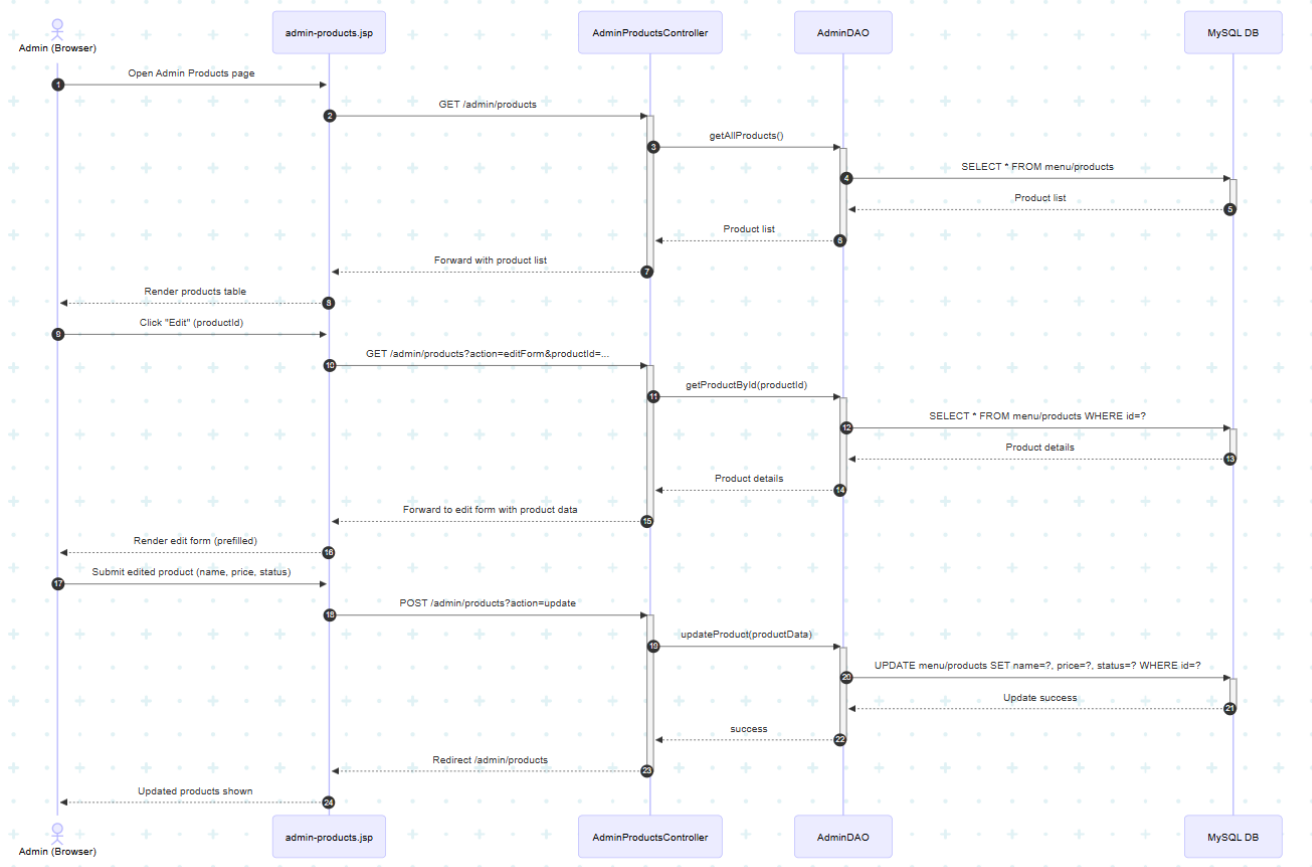 Admin (Browser)
admin-products.jsp
AdminProductsController
AdminDAO
MySQL DB
Open Admin Products page
1
GET /admin/products
2
getAllProducts()
3
SELECT * FROM menu/products
4
Product list
5
Product list
6
Forward with product list
7
Render products table
8
Click "Edit" (productId)
9
GET /admin/products?action=editForm&productId=...
10
getProductById(productId)
11
SELECT * FROM menu/products WHERE id=?
12
Product details
13
Product details
14
Forward to edit form with product data
15
Render edit form (prefilled)
16
Submit edited product (name, price, status)
17
POST /admin/products?action=update
18
updateProduct(productData)
19
UPDATE menu/products SET name=?, price=?, status=? WHERE id=?
20
Update success
21
success
22
Redirect /admin/products
23
Updated products shown
24
Admin (Browser)
admin-products.jsp
AdminProductsController
AdminDAO
MySQL DB